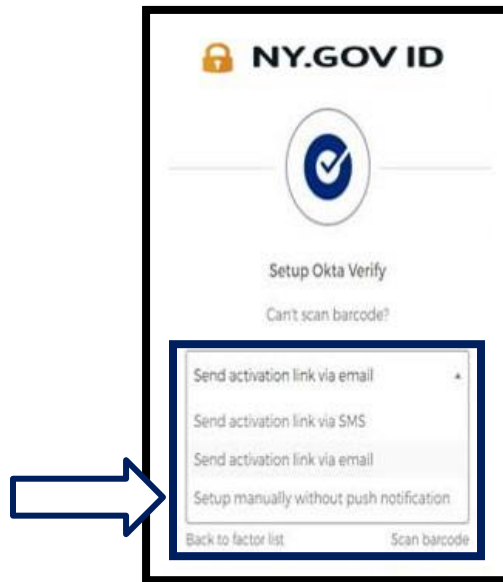 NY.GOV ID
Setup Okta Verify
Can't scan barcode?
Send activation link via email
Send activation link via SMS
Send activation link via email
Setup manually without push notification
Back to factor list Scan barcode